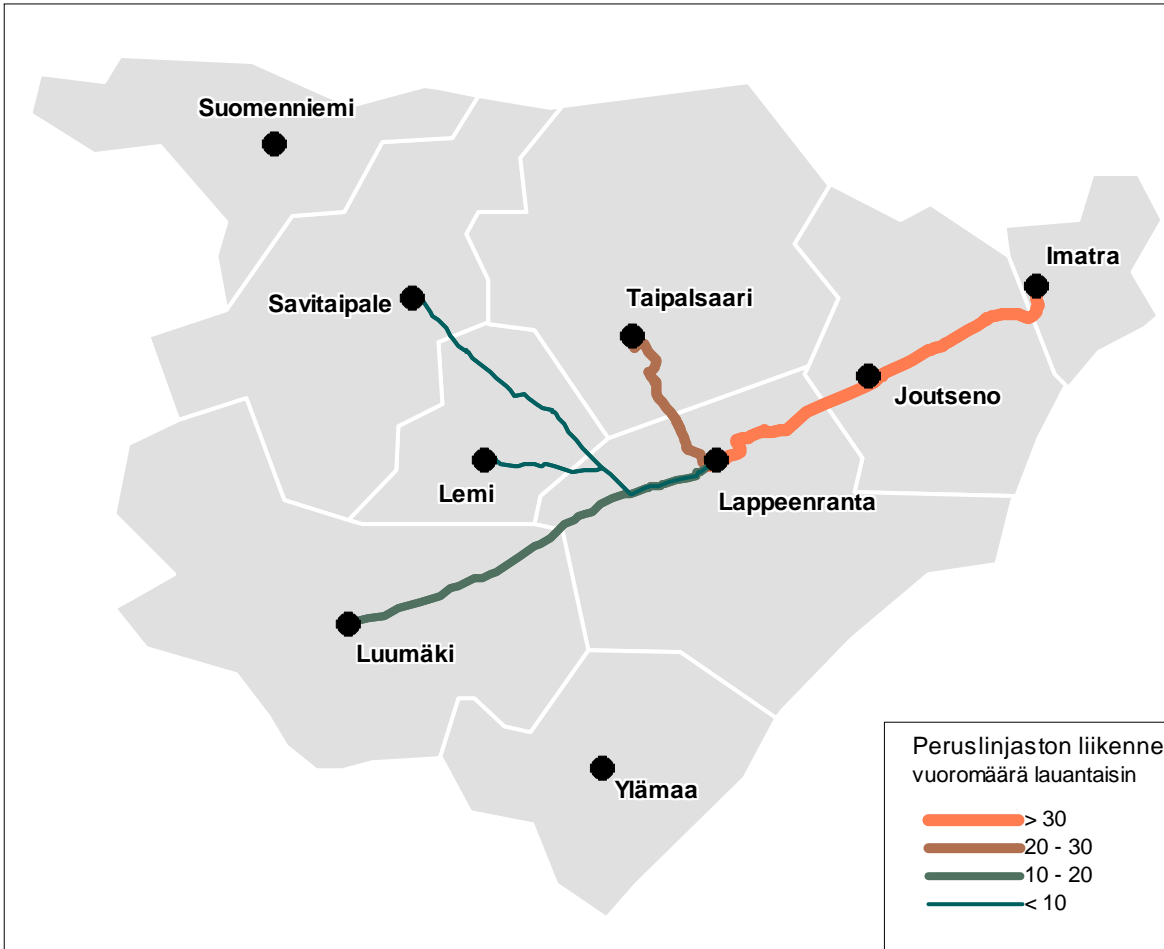 Suomenniemi
Imatra
Savitaipale
Taipalsaari
Joutseno
Lemi
Lappeenranta
Luumäki
Ylämaa
Peruslinjaston liikenne
vuoromäärä lauantaisin
> 30
20 - 30
10 - 20
< 10